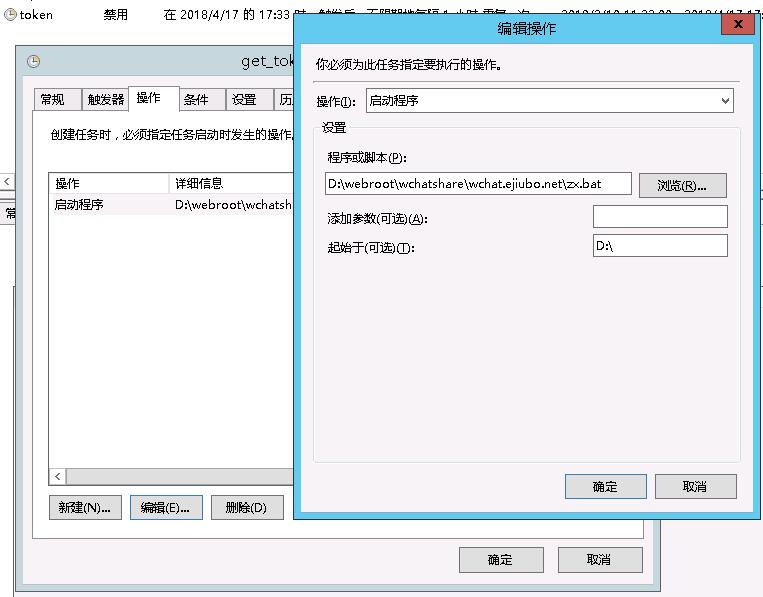 token 禁用 在 2018/4/17 的 17:33 时
编辑操作
get_tok
你必须为此任务指定要执行的操作。
常规 触发器 操作 条件 设置 历
操作(I): 启动程序
设置
创建任务时，必须指定任务启动时发生的操作
程序或脚本(P):
操作 详细信息
D:\webroot\wchatshare\wchat.ejiubo.net\zx.bat 浏览(R)...
启动程序 D:\webroot\wchatsh
添加参数(可选)(A):
起始于(可选)(T): D:\
确定 取消
新建(N)... 编辑(E)... 删除(D)
确定 取消